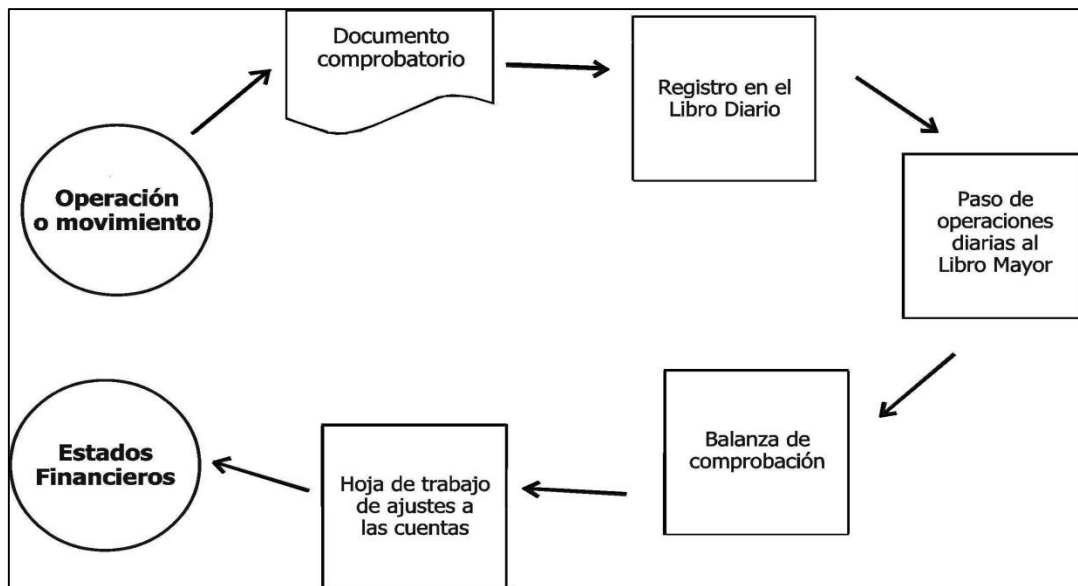 Documento
comprobatorio
Registro en el
Libro Diario
Operación
o movimiento
Paso de
operaciones
diarias al
Libro Mayor
Balanza de
comprobación
Hoja de trabajo
de ajustes a
las cuentas
Estados
Financieros